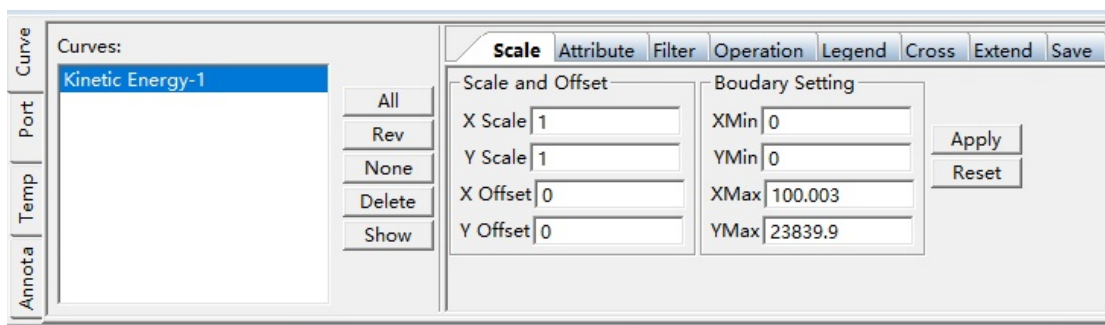 Curve
Port
Temp
Annota
Curves:
Kinetic Energy-1
All
Rev
None
Delete
Show
Scale Attribute Filter Operation Legend Cross Extend Save
Scale and Offset
X Scale 1
Y Scale 1
X Offset 0
Y Offset 0
Boudary Setting
XMin 0
YMin 0
XMax 100.003
YMax 23839.9
Apply
Reset